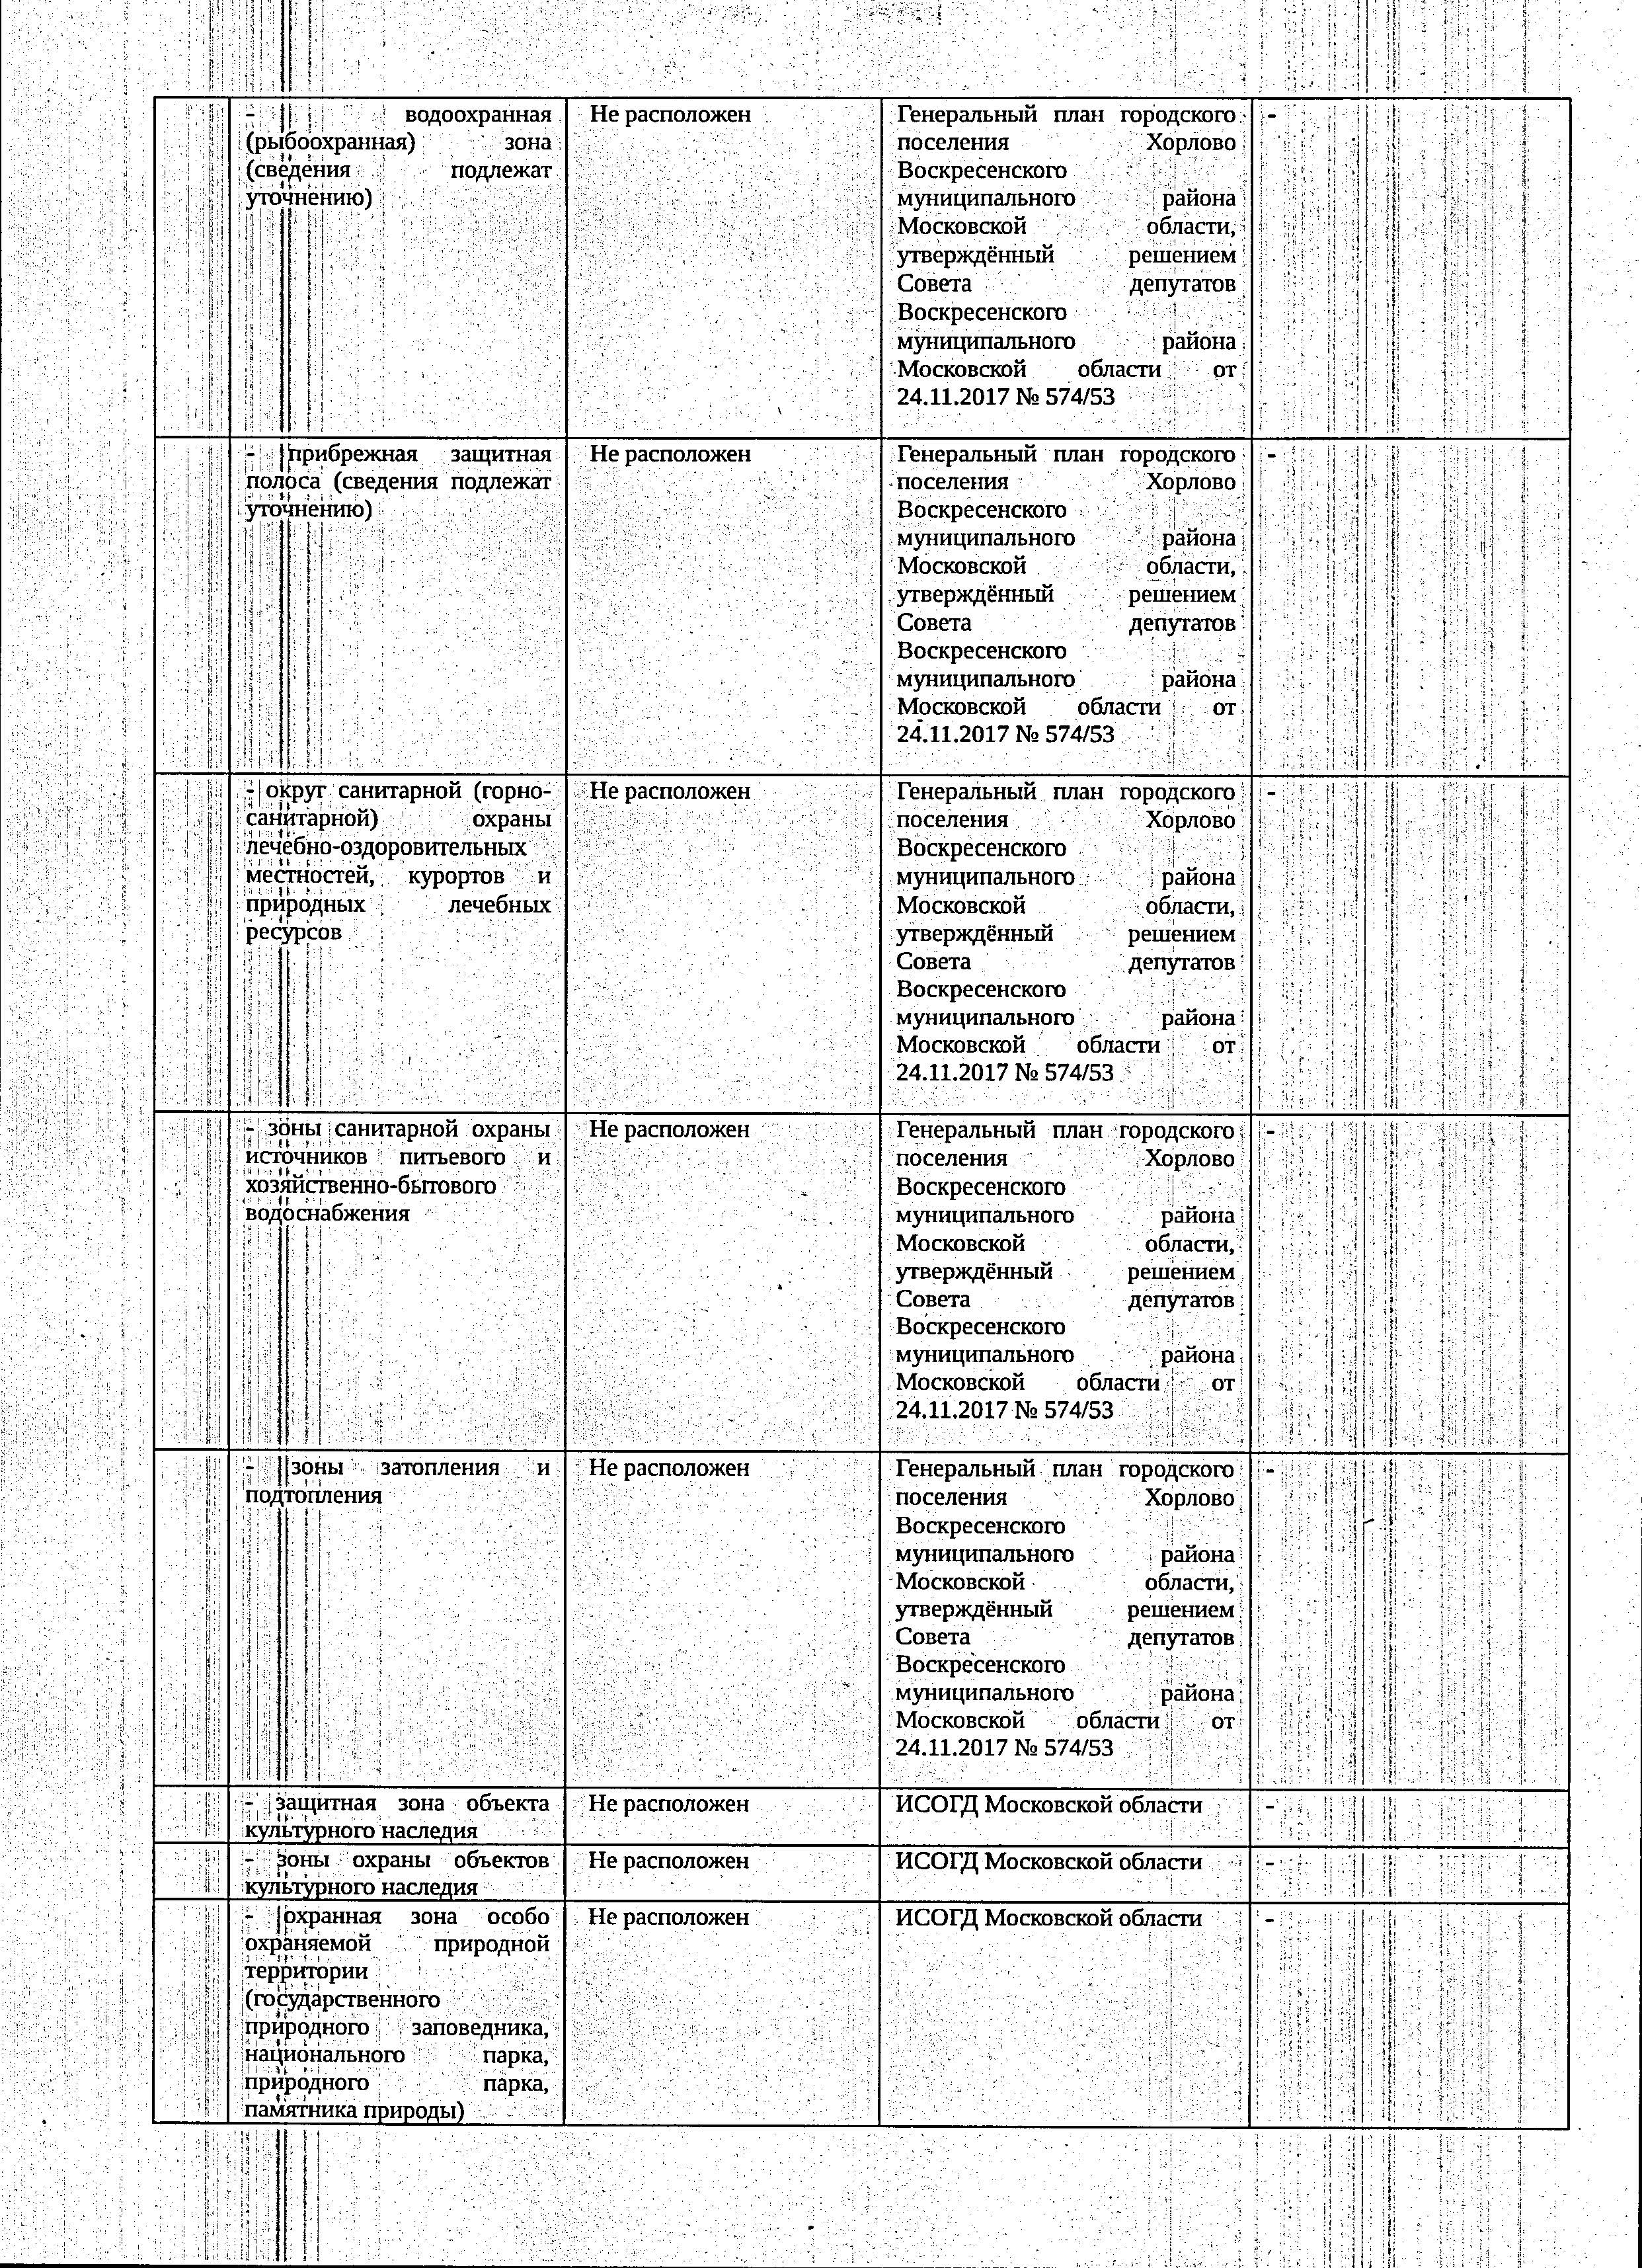 - водоохранная
(рыбоохранная) зона
(сведения подлежат
уточнению)
Не расположен
Генеральный план городского
поселения Хорлово
Воскресенского
муниципального района
Московской области,
утверждённый решением
Совета депутатов
Воскресенского
муниципального района
Московской области от
24.11.2017 № 574/53
-
- прибрежная защитная
полоса (сведения подлежат
уточнению)
Не расположен
Генеральный план городского
поселения Хорлово
Воскресенского
муниципального района
Московской области,
утверждённый решением
Совета депутатов
Воскресенского
муниципального района
Московской области от
24.11.2017 № 574/53
-
- округ санитарной (горно-
санитарной) охраны
лечебно-оздоровительных
местностей, курортов и
природных лечебных
ресурсов
Не расположен
Генеральный план городского
поселения Хорлово
Воскресенского
муниципального района
Московской области,
утверждённый решением
Совета депутатов
Воскресенского
муниципального района
Московской области от
24.11.2017 № 574/53
-
- зоны санитарной охраны
источников питьевого и
хозяйственно-бытового
водоснабжения
Не расположен
Генеральный план городского
поселения Хорлово
Воскресенского
муниципального района
Московской области,
утверждённый решением
Совета депутатов
Воскресенского
муниципального района
Московской области от
24.11.2017 № 574/53
-
- зоны затопления и
подтопления
Не расположен
Генеральный план городского
поселения Хорлово
Воскресенского
муниципального района
Московской области,
утверждённый решением
Совета депутатов
Воскресенского
муниципального района
Московской области от
24.11.2017 № 574/53
-
- защитная зона объекта
культурного наследия
Не расположен
ИСОГД Московской области
-
- зоны охраны объектов
культурного наследия
Не расположен
ИСОГД Московской области
-
- охранная зона особо
охраняемой природной
территории
(государственного
природного заповедника,
национального парка,
природного парка,
памятника природы)
Не расположен
ИСОГД Московской области
-